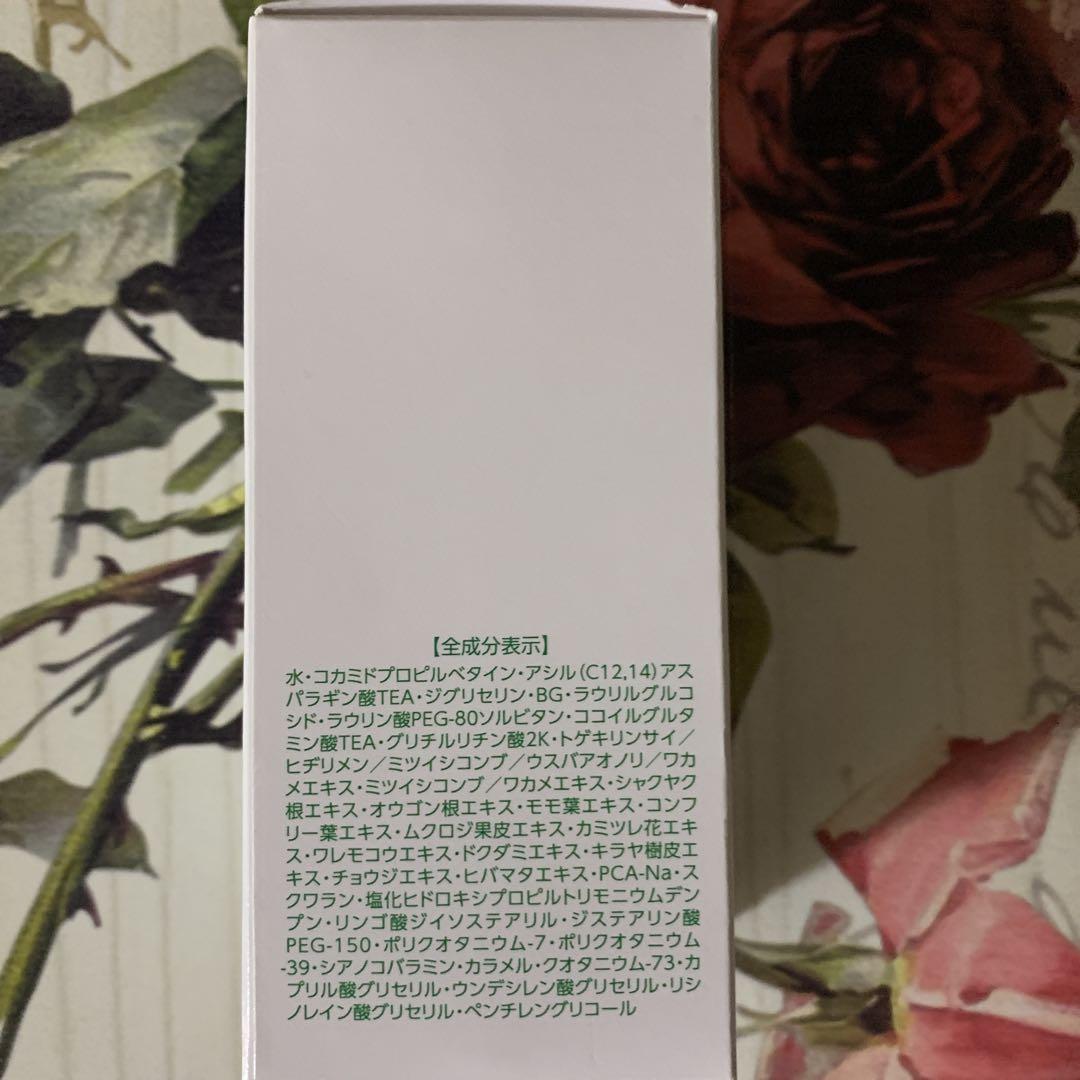 【全成分表示】
水・コカミドプロピルベタイン・アシル(C12,14)アス
パラギン酸TEA・ジグリセリン・BG・ラウリルグルコ
シド・ラウリン酸PEG-80ソルビタン・ココイルグルタ
ミン酸TEA・グリチルリチン酸2K・トゲキリンサイ／
ヒヂリメン／ミツイシコンブ／ウスバアオノリ／ワカ
メエキス・ミツイシコンブ／ワカメエキス・シャクヤク
根エキス・オウゴン根エキス・モモ葉エキス・コンフ
リー葉エキス・ムクロジ果皮エキス・カミツレ花エキ
ス・ワレモコウエキス・ドクダミエキス・キラヤ樹皮エ
キス・チョウジエキス・ヒバマタエキス・PCA-Na・ス
クワラン・塩化ヒドロキシプロピルトリモニウムデン
プン・リンゴ酸ジイソステアリル・ジステアリン酸
PEG-150・ポリクオタニウム-7・ポリクオタニウム
-39・シアノコバラミン・カラメル・クオタニウム-73・カ
プリル酸グリセリル・ウンデシレン酸グリセリル・リシ
ノレイン酸グリセリル・ペンチレングリコール